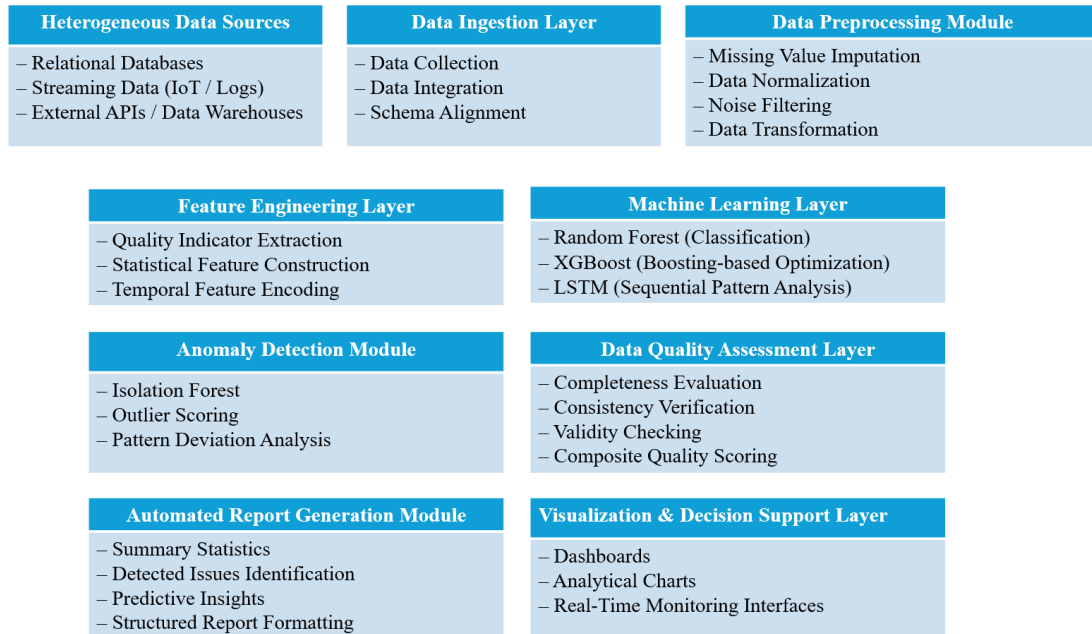 Heterogeneous Data Sources
– Relational Databases
– Streaming Data (IoT / Logs)
– External APIs / Data Warehouses
Data Ingestion Layer
– Data Collection
– Data Integration
– Schema Alignment
Data Preprocessing Module
– Missing Value Imputation
– Data Normalization
– Noise Filtering
– Data Transformation
Feature Engineering Layer
– Quality Indicator Extraction
– Statistical Feature Construction
– Temporal Feature Encoding
Machine Learning Layer
– Random Forest (Classification)
– XGBoost (Boosting-based Optimization)
– LSTM (Sequential Pattern Analysis)
Anomaly Detection Module
– Isolation Forest
– Outlier Scoring
– Pattern Deviation Analysis
Data Quality Assessment Layer
– Completeness Evaluation
– Consistency Verification
– Validity Checking
– Composite Quality Scoring
Automated Report Generation Module
– Summary Statistics
– Detected Issues Identification
– Predictive Insights
– Structured Report Formatting
Visualization & Decision Support Layer
– Dashboards
– Analytical Charts
– Real-Time Monitoring Interfaces